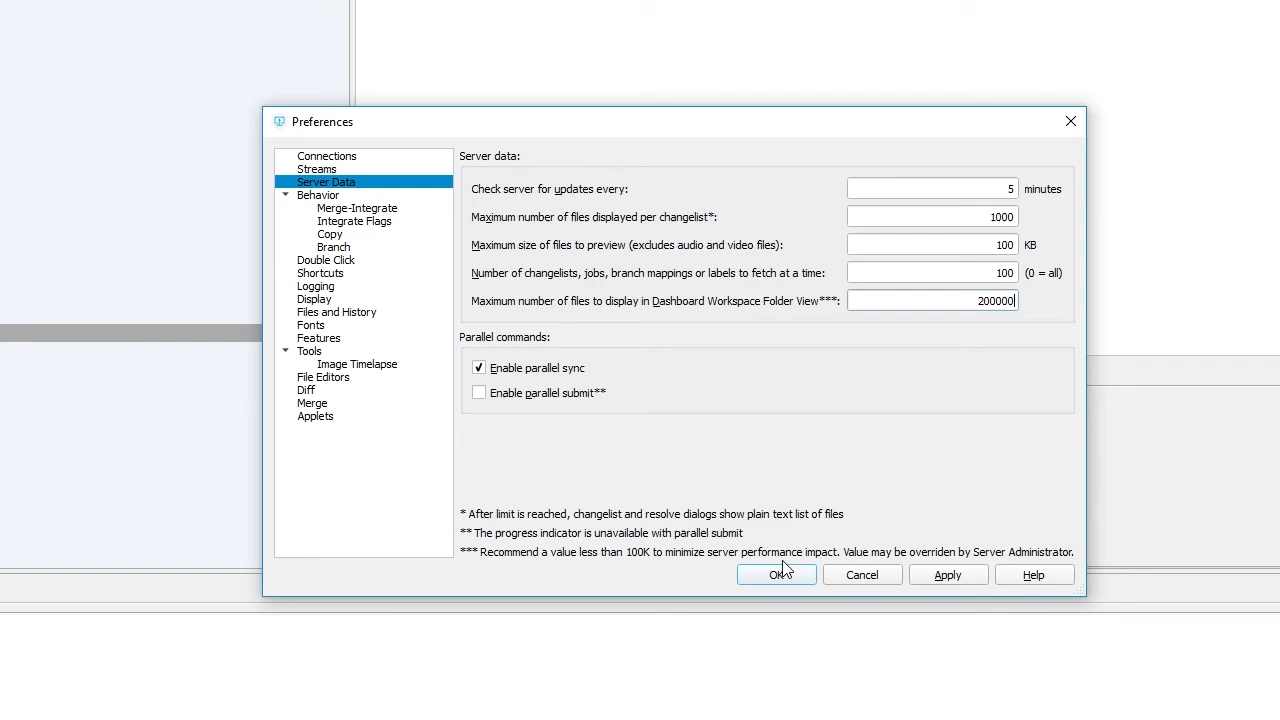 Preferences
Connections
Streams
Server Data
Behavior
Merge-Integrate
Integrate Flags
Copy
Branch
Double Click
Shortcuts
Logging
Display
Files and History
Fonts
Features
Tools
Image Timelapse
File Editors
Diff
Merge
Applets
Server data:
Check server for updates every: 5 minutes
Maximum number of files displayed per changelist*: 1000
Maximum size of files to preview (excludes audio and video files): 100 KB
Number of changelists, jobs, branch mappings or labels to fetch at a time: 100 (0 = all)
Maximum number of files to display in Dashboard Workspace Folder View***: 200000
Parallel commands:
Enable parallel sync
Enable parallel submit**
* After limit is reached, changelist and resolve dialogs show plain text list of files
** The progress indicator is unavailable with parallel submit
*** Recommend a value less than 100K to minimize server performance impact. Value may be overriden by Server Administrator.
OK Cancel Apply Help